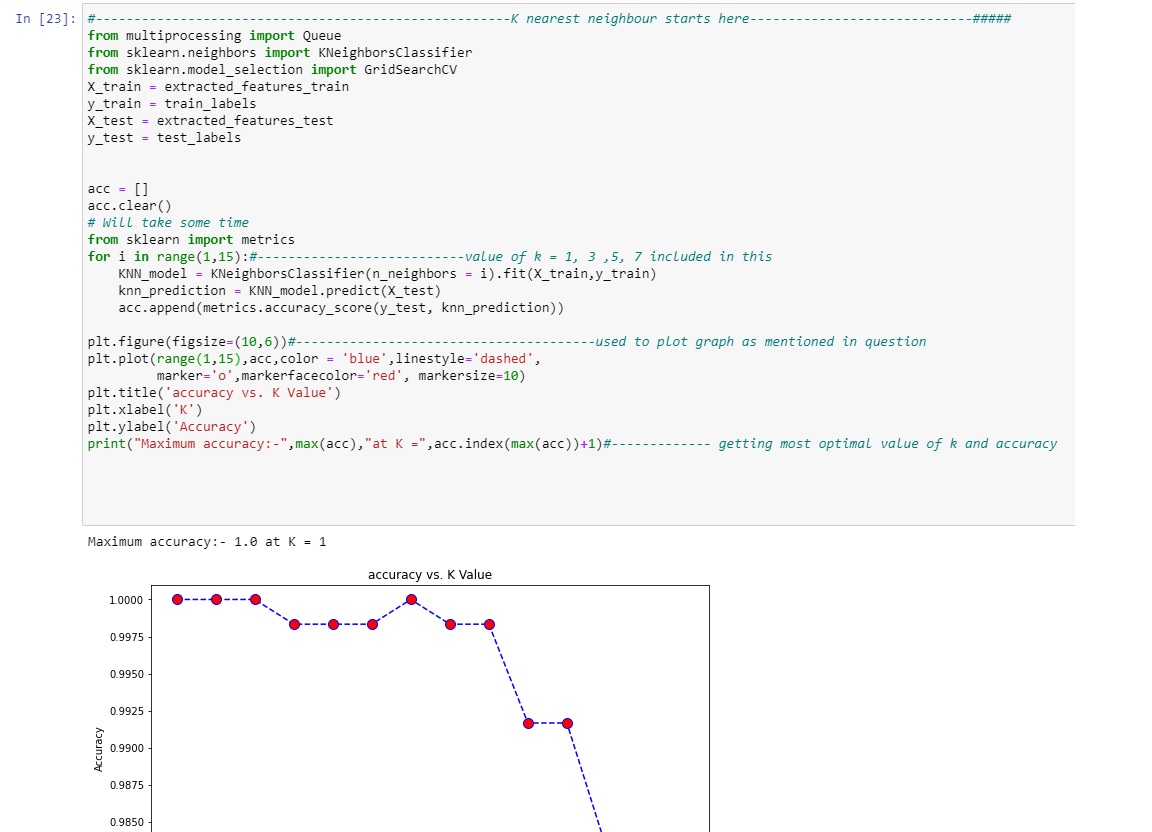 In [23]: #------------------------------------------------------K nearest neighbour starts here-----------------------------#####
from multiprocessing import Queue
from sklearn.neighbors import KNeighborsClassifier
from sklearn.model_selection import GridSearchCV
X_train = extracted_features_train
y_train = train_labels
X_test = extracted_features_test
y_test = test_labels
acc = []
acc.clear()
# Will take some time
from sklearn import metrics
for i in range(1,15):#---------------------------value of k = 1, 3 ,5, 7 included in this
    KNN_model = KNeighborsClassifier(n_neighbors = i).fit(X_train,y_train)
    knn_prediction = KNN_model.predict(X_test)
    acc.append(metrics.accuracy_score(y_test, knn_prediction))
plt.figure(figsize=(10,6))#---------------------------------------used to plot graph as mentioned in question
plt.plot(range(1,15),acc,color = 'blue',linestyle='dashed',
         marker='o',markerfacecolor='red', markersize=10)
plt.title('accuracy vs. K Value')
plt.xlabel('K')
plt.ylabel('Accuracy')
print("Maximum accuracy:-",max(acc),"at K =",acc.index(max(acc))+1)#------------- getting most optimal value of k and accuracy
Maximum accuracy:- 1.0 at K = 1
accuracy vs. K Value
1.0000
0.9975
0.9950
0.9925
0.9900
0.9875
0.9850
Accuracy